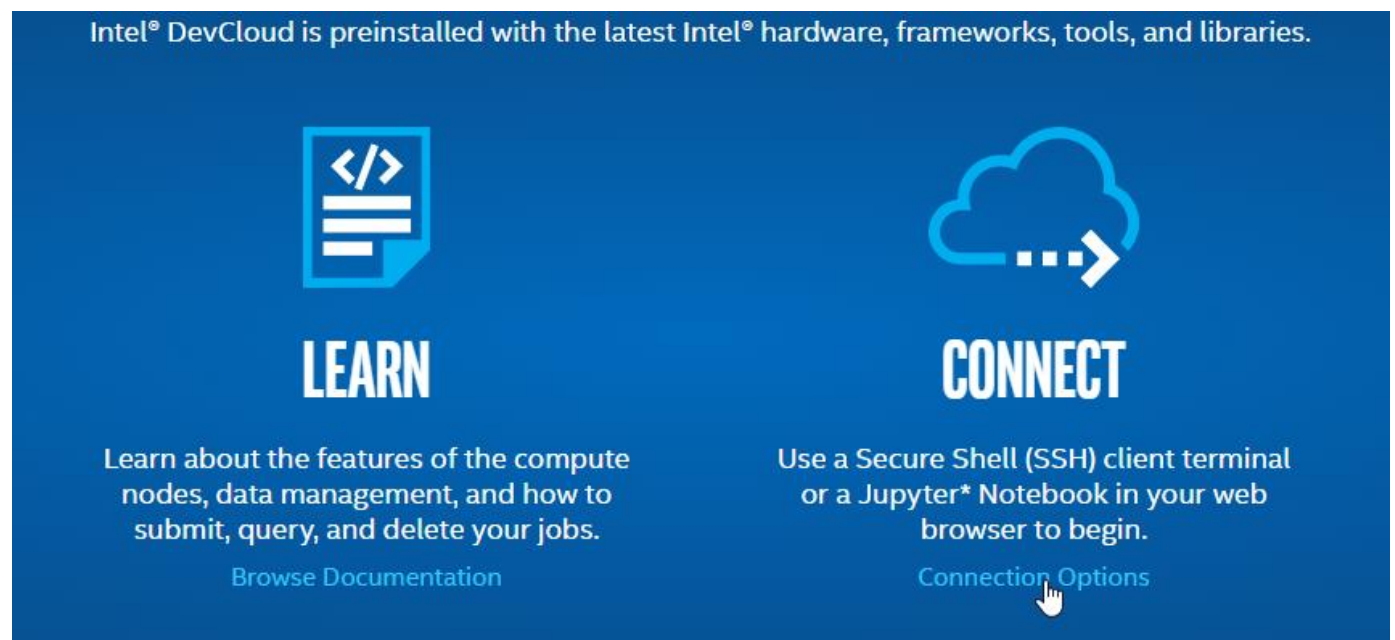 Intel® DevCloud is preinstalled with the latest Intel® hardware, frameworks, tools, and libraries.
</>
LEARN
Learn about the features of the compute
nodes, data management, and how to
submit, query, and delete your jobs.
Browse Documentation
CONNECT
Use a Secure Shell (SSH) client terminal
or a Jupyter* Notebook in your web
browser to begin.
Connection Options